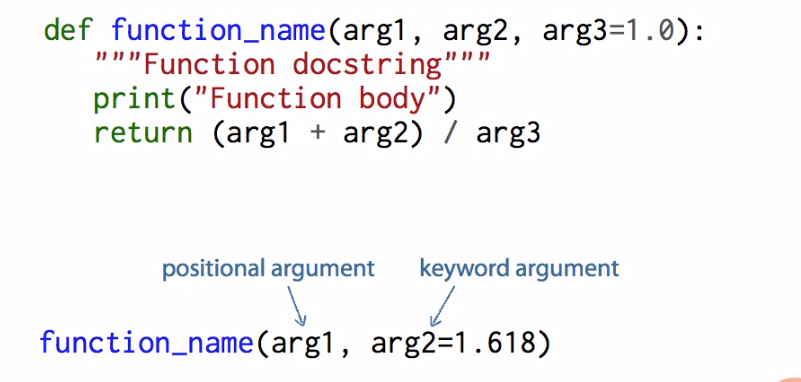 def function_name(arg1, arg2, arg3=1.0):
"""Function docstring"""
print("Function body")
return (arg1 + arg2) / arg3
positional argument keyword argument
function_name(arg1, arg2=1.618)